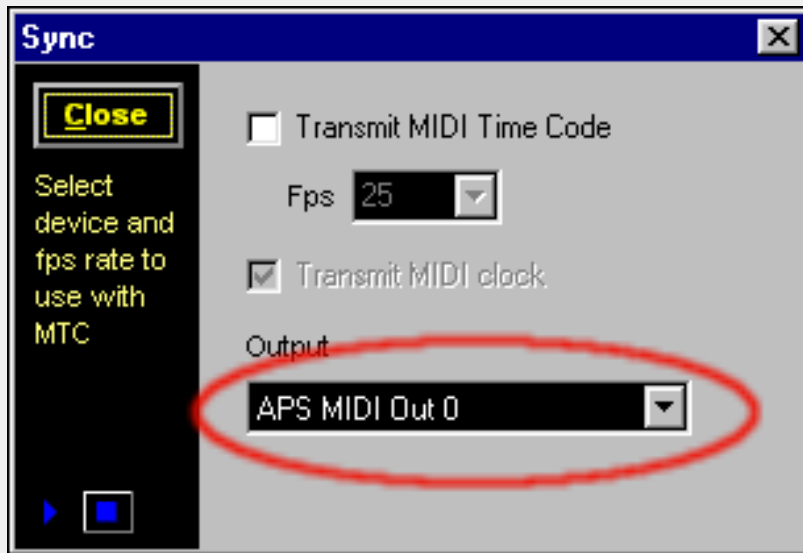 Sync
Close
Select
device and
fps rate to
use with
MTC
Transmit MIDI Time Code
Fps 25
Transmit MIDI clock
Output
APS MIDI Out 0